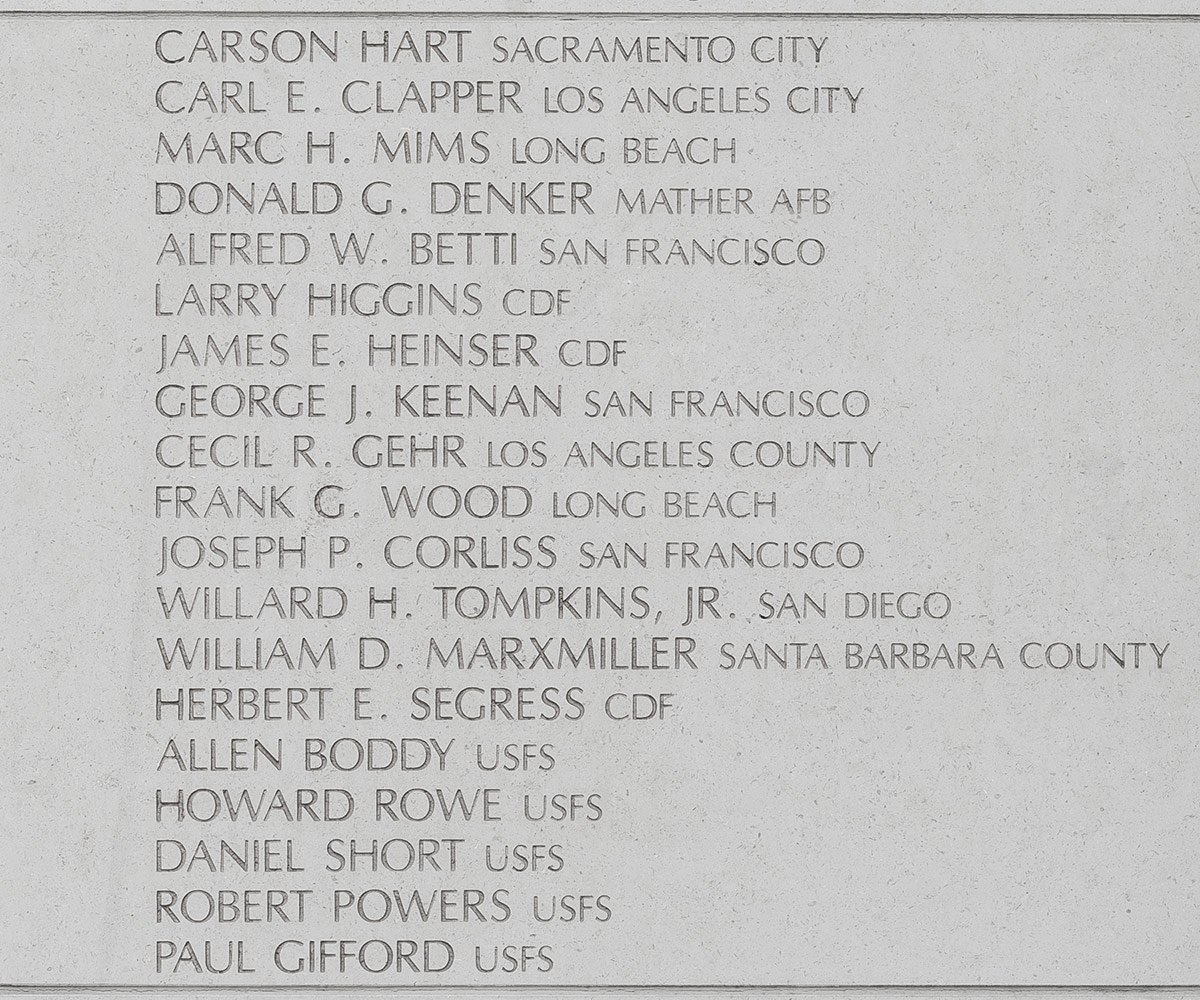 CARSON HART SACRAMENTO CITY
CARL E. CLAPPER LOS ANGELES CITY
MARC H. MIMS LONG BEACH
DONALD G. DENKER MATHER AFB
ALFRED W. BETTI SAN FRANCISCO
LARRY HIGGINS CDF
JAMES E. HEINSER CDF
GEORGE J. KEENAN SAN FRANCISCO
CECIL R. GEHR LOS ANGELES COUNTY
FRANK G. WOOD LONG BEACH
JOSEPH P. CORLISS SAN FRANCISCO
WILLARD H. TOMPKINS, JR. SAN DIEGO
WILLIAM D. MARXMILLER SANTA BARBARA COUNTY
HERBERT E. SEGRESS CDF
ALLEN BODDY USFS
HOWARD ROWE USFS
DANIEL SHORT USFS
ROBERT POWERS USFS
PAUL GIFFORD USFS